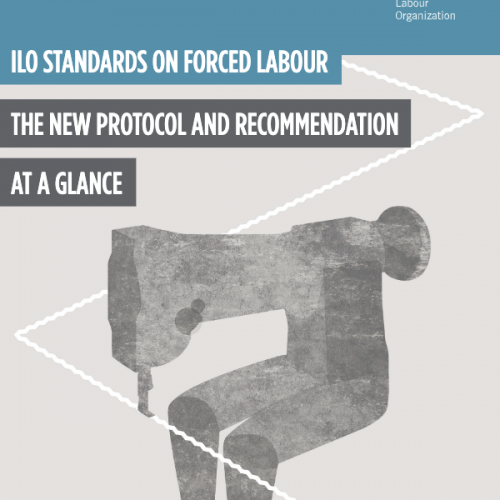 Labour
Organization
ILO STANDARDS ON FORCED LABOUR
THE NEW PROTOCOL AND RECOMMENDATION
AT A GLANCE